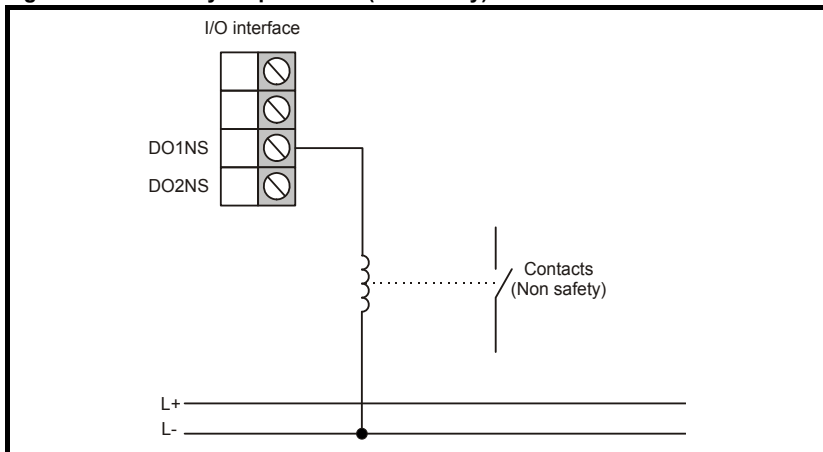 I/O interface
DO1NS
DO2NS
Contacts
(Non safety)
L+
L-